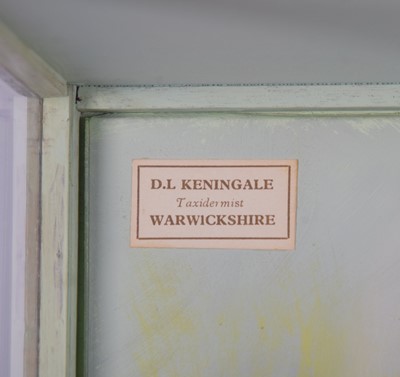 D.L KENINGALE
Taxidermist
WARWICKSHIRE